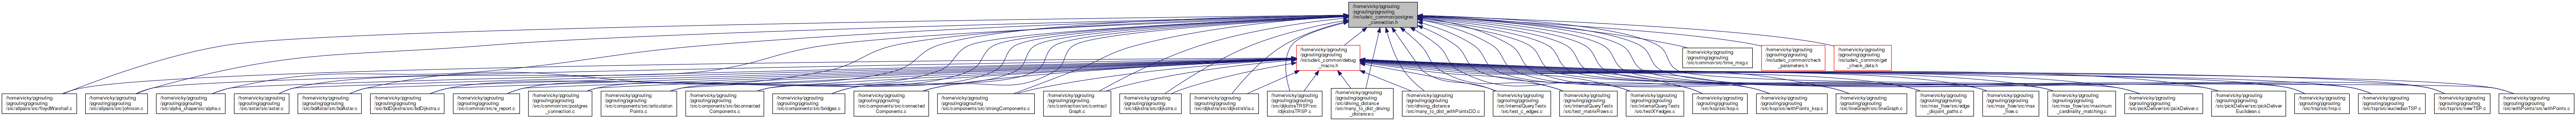 /home/vicky/pgrouting
/pgrouting/pgrouting
/include/c_common/postgres
_connection.h
/home/vicky/pgrouting
/pgrouting/pgrouting
/include/c_common/debug
_macro.h
/home/vicky/pgrouting
/pgrouting/pgrouting
/src/common/time_msg.c
/home/vicky/pgrouting
/pgrouting/pgrouting
/include/c_common/check
_parameters.h
/home/vicky/pgrouting
/pgrouting/pgrouting
/include/c_common/get
_check_data.h
/home/vicky/pgrouting
/pgrouting/pgrouting
/src/allpairs/src/floydWarshall.c
/home/vicky/pgrouting
/pgrouting/pgrouting
/src/allpairs/src/johnson.c
/home/vicky/pgrouting
/pgrouting/pgrouting
/src/alpha_shape/src/alpha.c
/home/vicky/pgrouting
/pgrouting/pgrouting
/src/astar/src/astar.c
/home/vicky/pgrouting
/pgrouting/pgrouting
/src/bdAstar/src/bdAstar.c
/home/vicky/pgrouting
/pgrouting/pgrouting
/src/bdDijkstra/src/bdDijkstra.c
/home/vicky/pgrouting
/pgrouting/pgrouting
/src/common/src/e_report.c
/home/vicky/pgrouting
/pgrouting/pgrouting
/src/common/src/postgres
_connection.c
/home/vicky/pgrouting
/pgrouting/pgrouting
/src/components/src/articulation
Points.c
/home/vicky/pgrouting
/pgrouting/pgrouting
/src/components/src/biconnected
Components.c
/home/vicky/pgrouting
/pgrouting/pgrouting
/src/components/src/bridges.c
/home/vicky/pgrouting
/pgrouting/pgrouting
/src/components/src/connected
Components.c
/home/vicky/pgrouting
/pgrouting/pgrouting
/src/components/src/strongComponents.c
/home/vicky/pgrouting
/pgrouting/pgrouting
/src/contraction/src/contract
Graph.c
/home/vicky/pgrouting
/pgrouting/pgrouting
/src/dijkstra/src/dijkstra.c
/home/vicky/pgrouting
/pgrouting/pgrouting
/src/dijkstra/src/dijkstraVia.c
/home/vicky/pgrouting
/pgrouting/pgrouting
/src/dijkstraTRSP/src
/dijkstraTRSP.c
/home/vicky/pgrouting
/pgrouting/pgrouting
/src/driving_distance
/src/many_to_dist_driving
_distance.c
/home/vicky/pgrouting
/pgrouting/pgrouting
/src/driving_distance
/src/many_to_dist_withPointsDD.c
/home/vicky/pgrouting
/pgrouting/pgrouting
/src/internalQueryTests
/src/test_c_edges.c
/home/vicky/pgrouting
/pgrouting/pgrouting
/src/internalQueryTests
/src/test_matrixRows.c
/home/vicky/pgrouting
/pgrouting/pgrouting
/src/internalQueryTests
/src/testXYedges.c
/home/vicky/pgrouting
/pgrouting/pgrouting
/src/ksp/src/ksp.c
/home/vicky/pgrouting
/pgrouting/pgrouting
/src/ksp/src/withPoints_ksp.c
/home/vicky/pgrouting
/pgrouting/pgrouting
/src/lineGraph/src/lineGraph.c
/home/vicky/pgrouting
/pgrouting/pgrouting
/src/max_flow/src/edge
_disjoint_paths.c
/home/vicky/pgrouting
/pgrouting/pgrouting
/src/max_flow/src/max
_flow.c
/home/vicky/pgrouting
/pgrouting/pgrouting
/src/max_flow/src/maximum
_cardinality_matching.c
/home/vicky/pgrouting
/pgrouting/pgrouting
/src/pickDeliver/src/pickDeliver.c
/home/vicky/pgrouting
/pgrouting/pgrouting
/src/pickDeliver/src/pickDeliver
Euclidean.c
/home/vicky/pgrouting
/pgrouting/pgrouting
/src/trsp/src/trsp.c
/home/vicky/pgrouting
/pgrouting/pgrouting
/src/tsp/src/eucledianTSP.c
/home/vicky/pgrouting
/pgrouting/pgrouting
/src/tsp/src/newTSP.c
/home/vicky/pgrouting
/pgrouting/pgrouting
/src/withPoints/src/withPoints.c